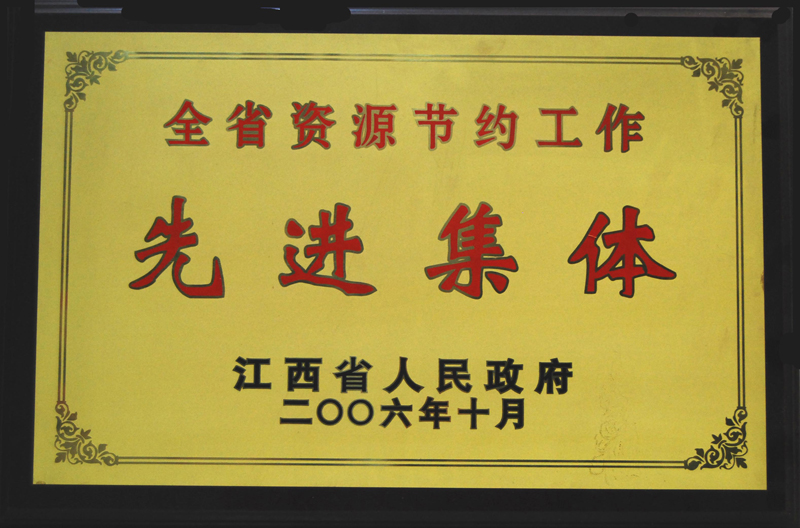 全省资源节约工作
先进集体
江西省人民政府
二〇〇六年十月